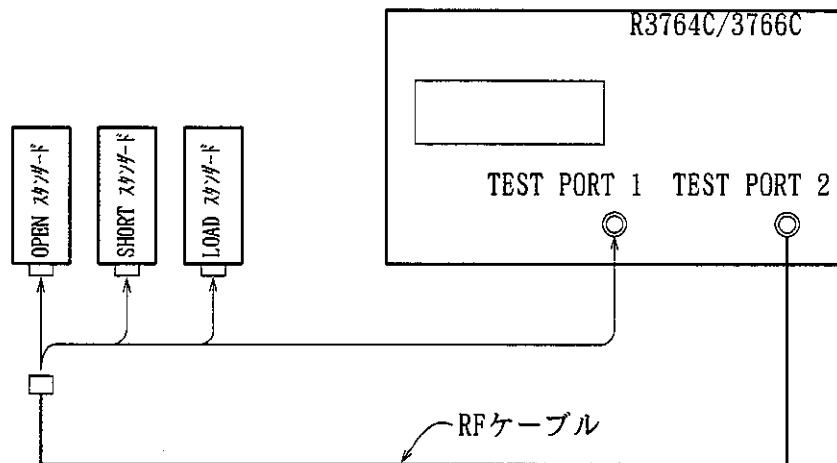 R3764C/3766C
OPEN スタンダード
SHORT スタンダード
LOAD スタンダード
TEST PORT 1
TEST PORT 2
RFケーブル